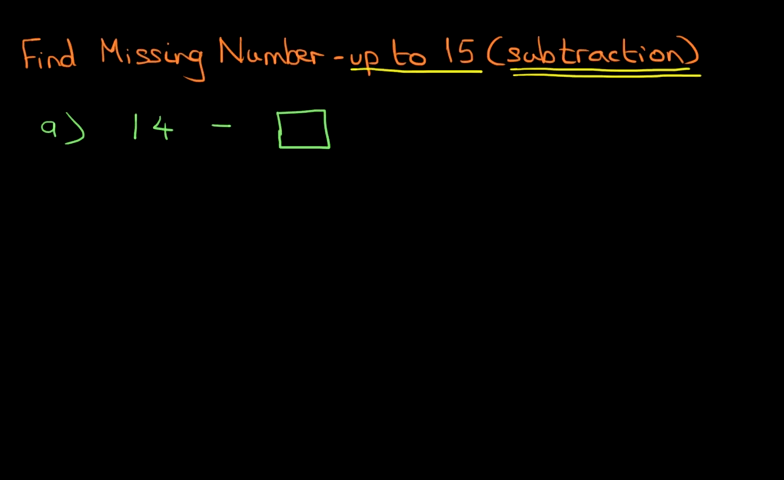 Find Missing Number - up to 15 (subtraction)
a) 14 - □